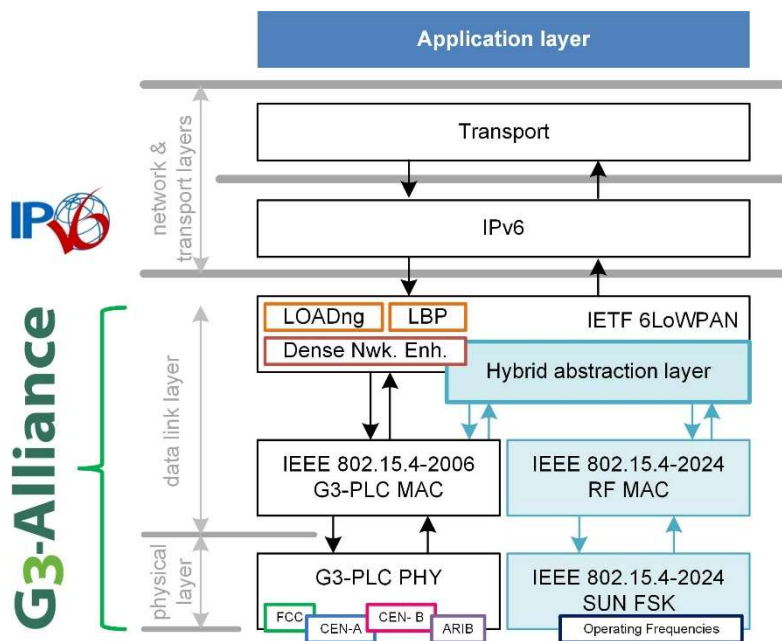 Application layer
network &
transport layers
Transport
IPv6
IPv6
LOADng
LBP
IETF 6LoWPAN
Dense Nwk. Enh.
Hybrid abstraction layer
G3-Alliance
data link layer
IEEE 802.15.4-2006
G3-PLC MAC
IEEE 802.15.4-2024
RF MAC
physical
layer
G3-PLC PHY
FCC
CEN-A
CEN- B
ARIB
IEEE 802.15.4-2024
SUN FSK
Operating Frequencies